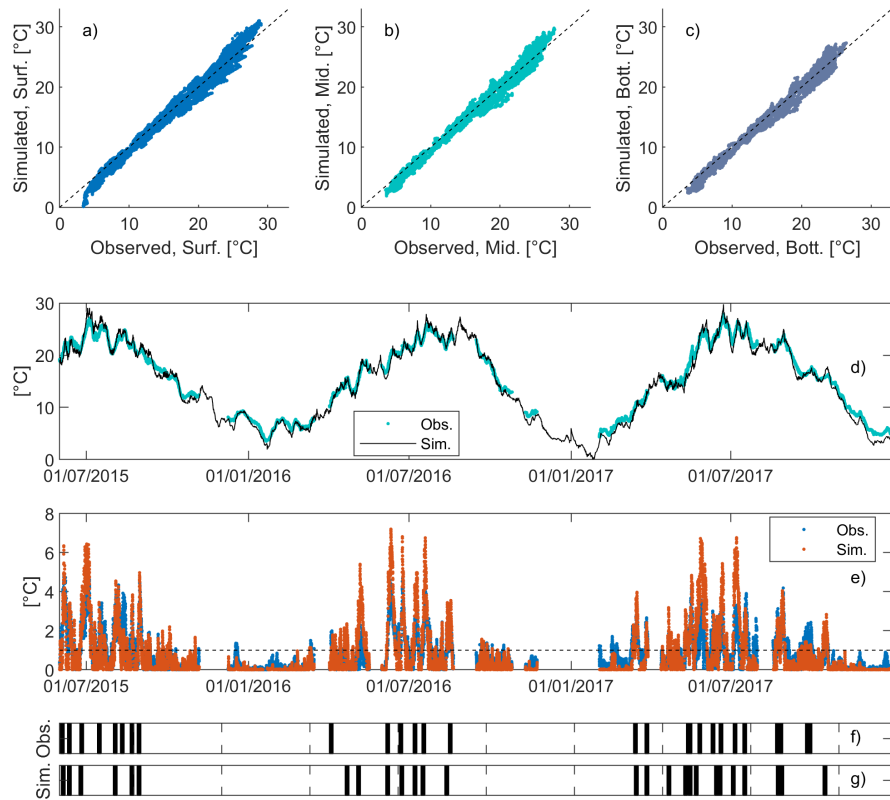 a)
Simulated, Surf. [°C]
30
20
10
0
0 10 20 30
Observed, Surf. [°C]
b)
Simulated, Mid. [°C]
30
20
10
0
0 10 20 30
Observed, Mid. [°C]
c)
Simulated, Bott. [°C]
30
20
10
0
0 10 20 30
Observed, Bott. [°C]
d)
[°C]
30
20
10
0
Obs.
Sim.
01/07/2015 01/01/2016 01/07/2016 01/01/2017 01/07/2017
e)
[°C]
8
6
4
2
0
Obs.
Sim.
01/07/2015 01/01/2016 01/07/2016 01/01/2017 01/07/2017
Obs.
f)
Sim.
g)